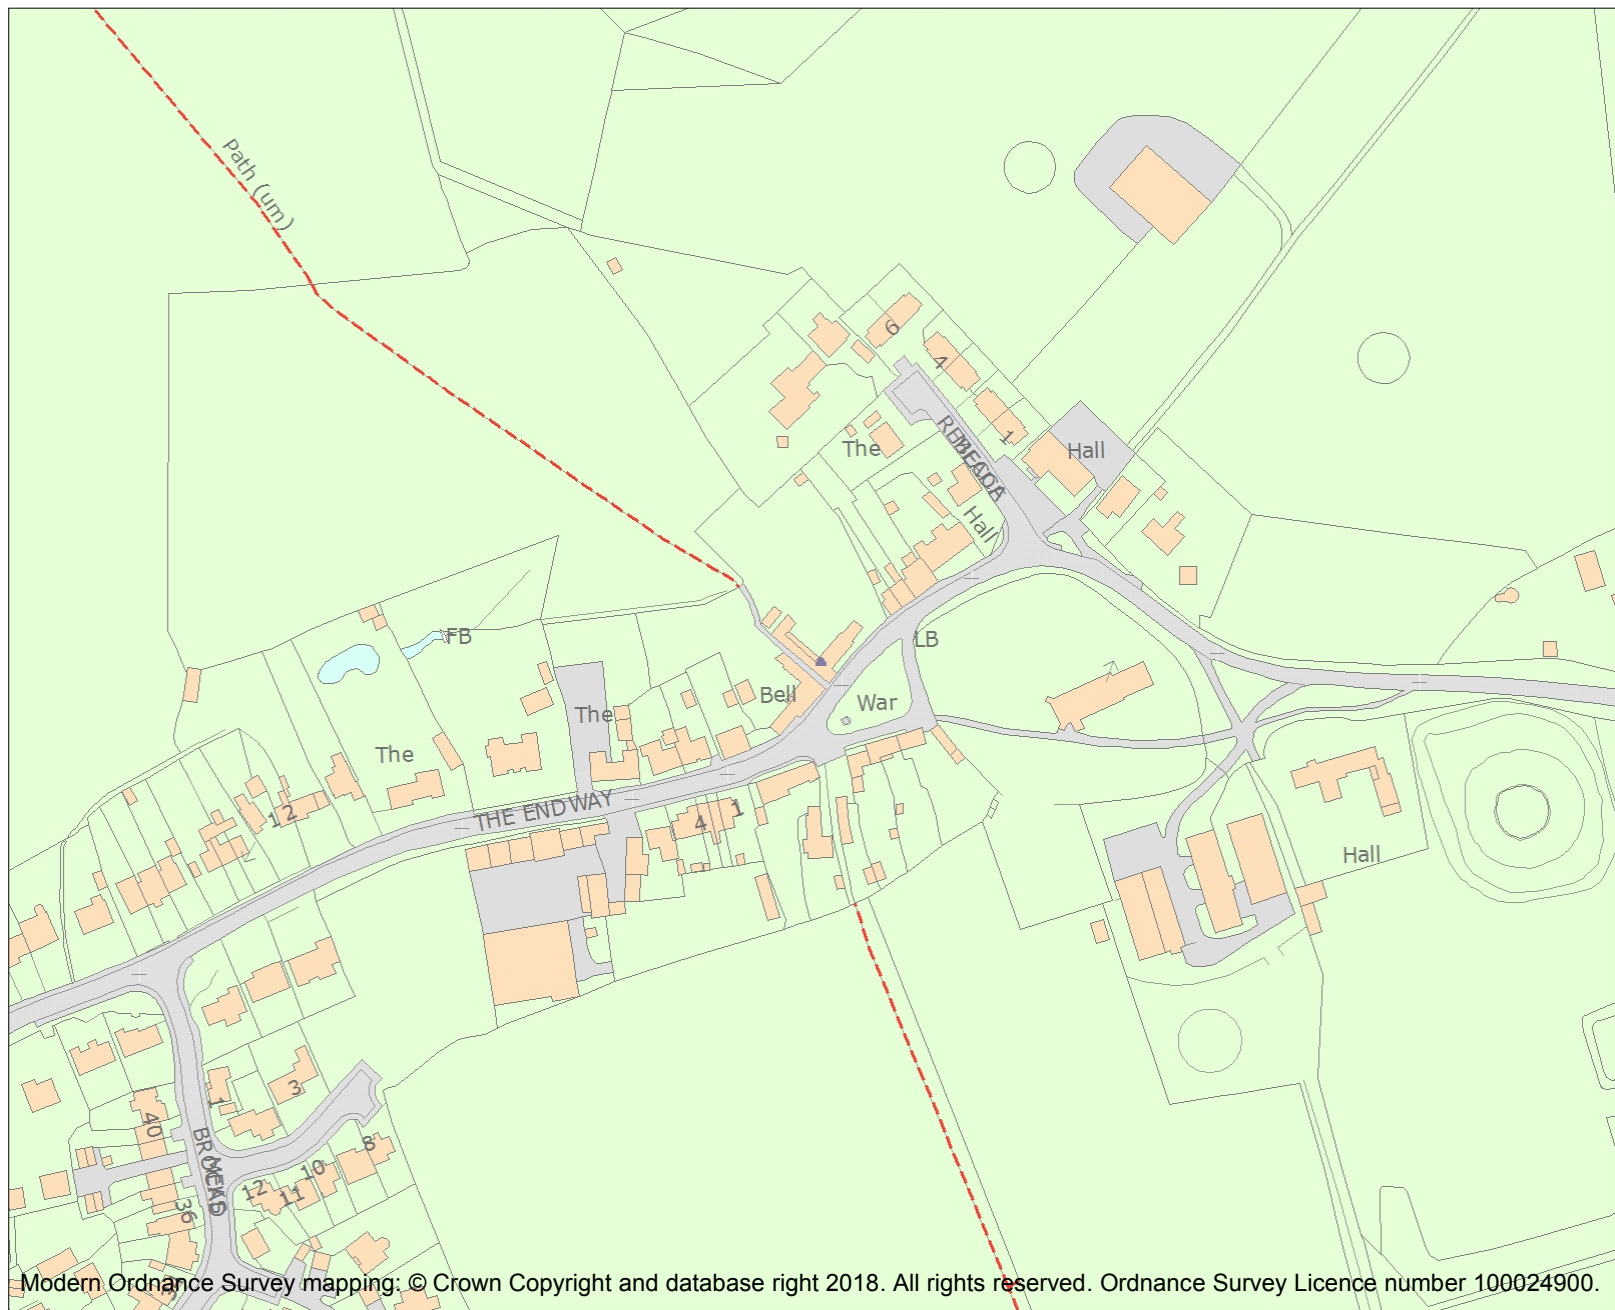 Path (um)
6
4
1
The
Hall
Hall
FB
LB
Bell
War
The
The
THE ENDWAY
1 2
4
1
Hall
3
1
40
8
10
12
11
36
Modern Ordnance Survey mapping: © Crown Copyright and database right 2018. All rights reserved. Ordnance Survey Licence number 100024900.